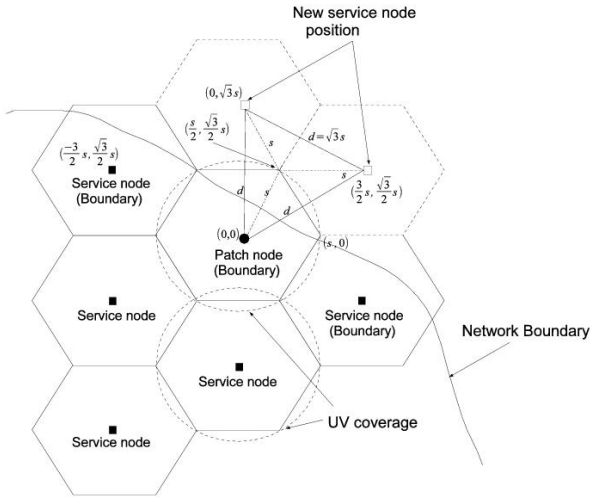 New service node
position
(0,√3s)
(s/2, √3/2 s)
s
d=√3s
(-3/2 s, √3/2 s)
Service node
(Boundary)
d
s
s
(3/2 s, √3/2 s)
d
(0,0)
Patch node
(Boundary)
(s,0)
Service node
Service node
(Boundary)
Network Boundary
Service node
UV coverage
Service node